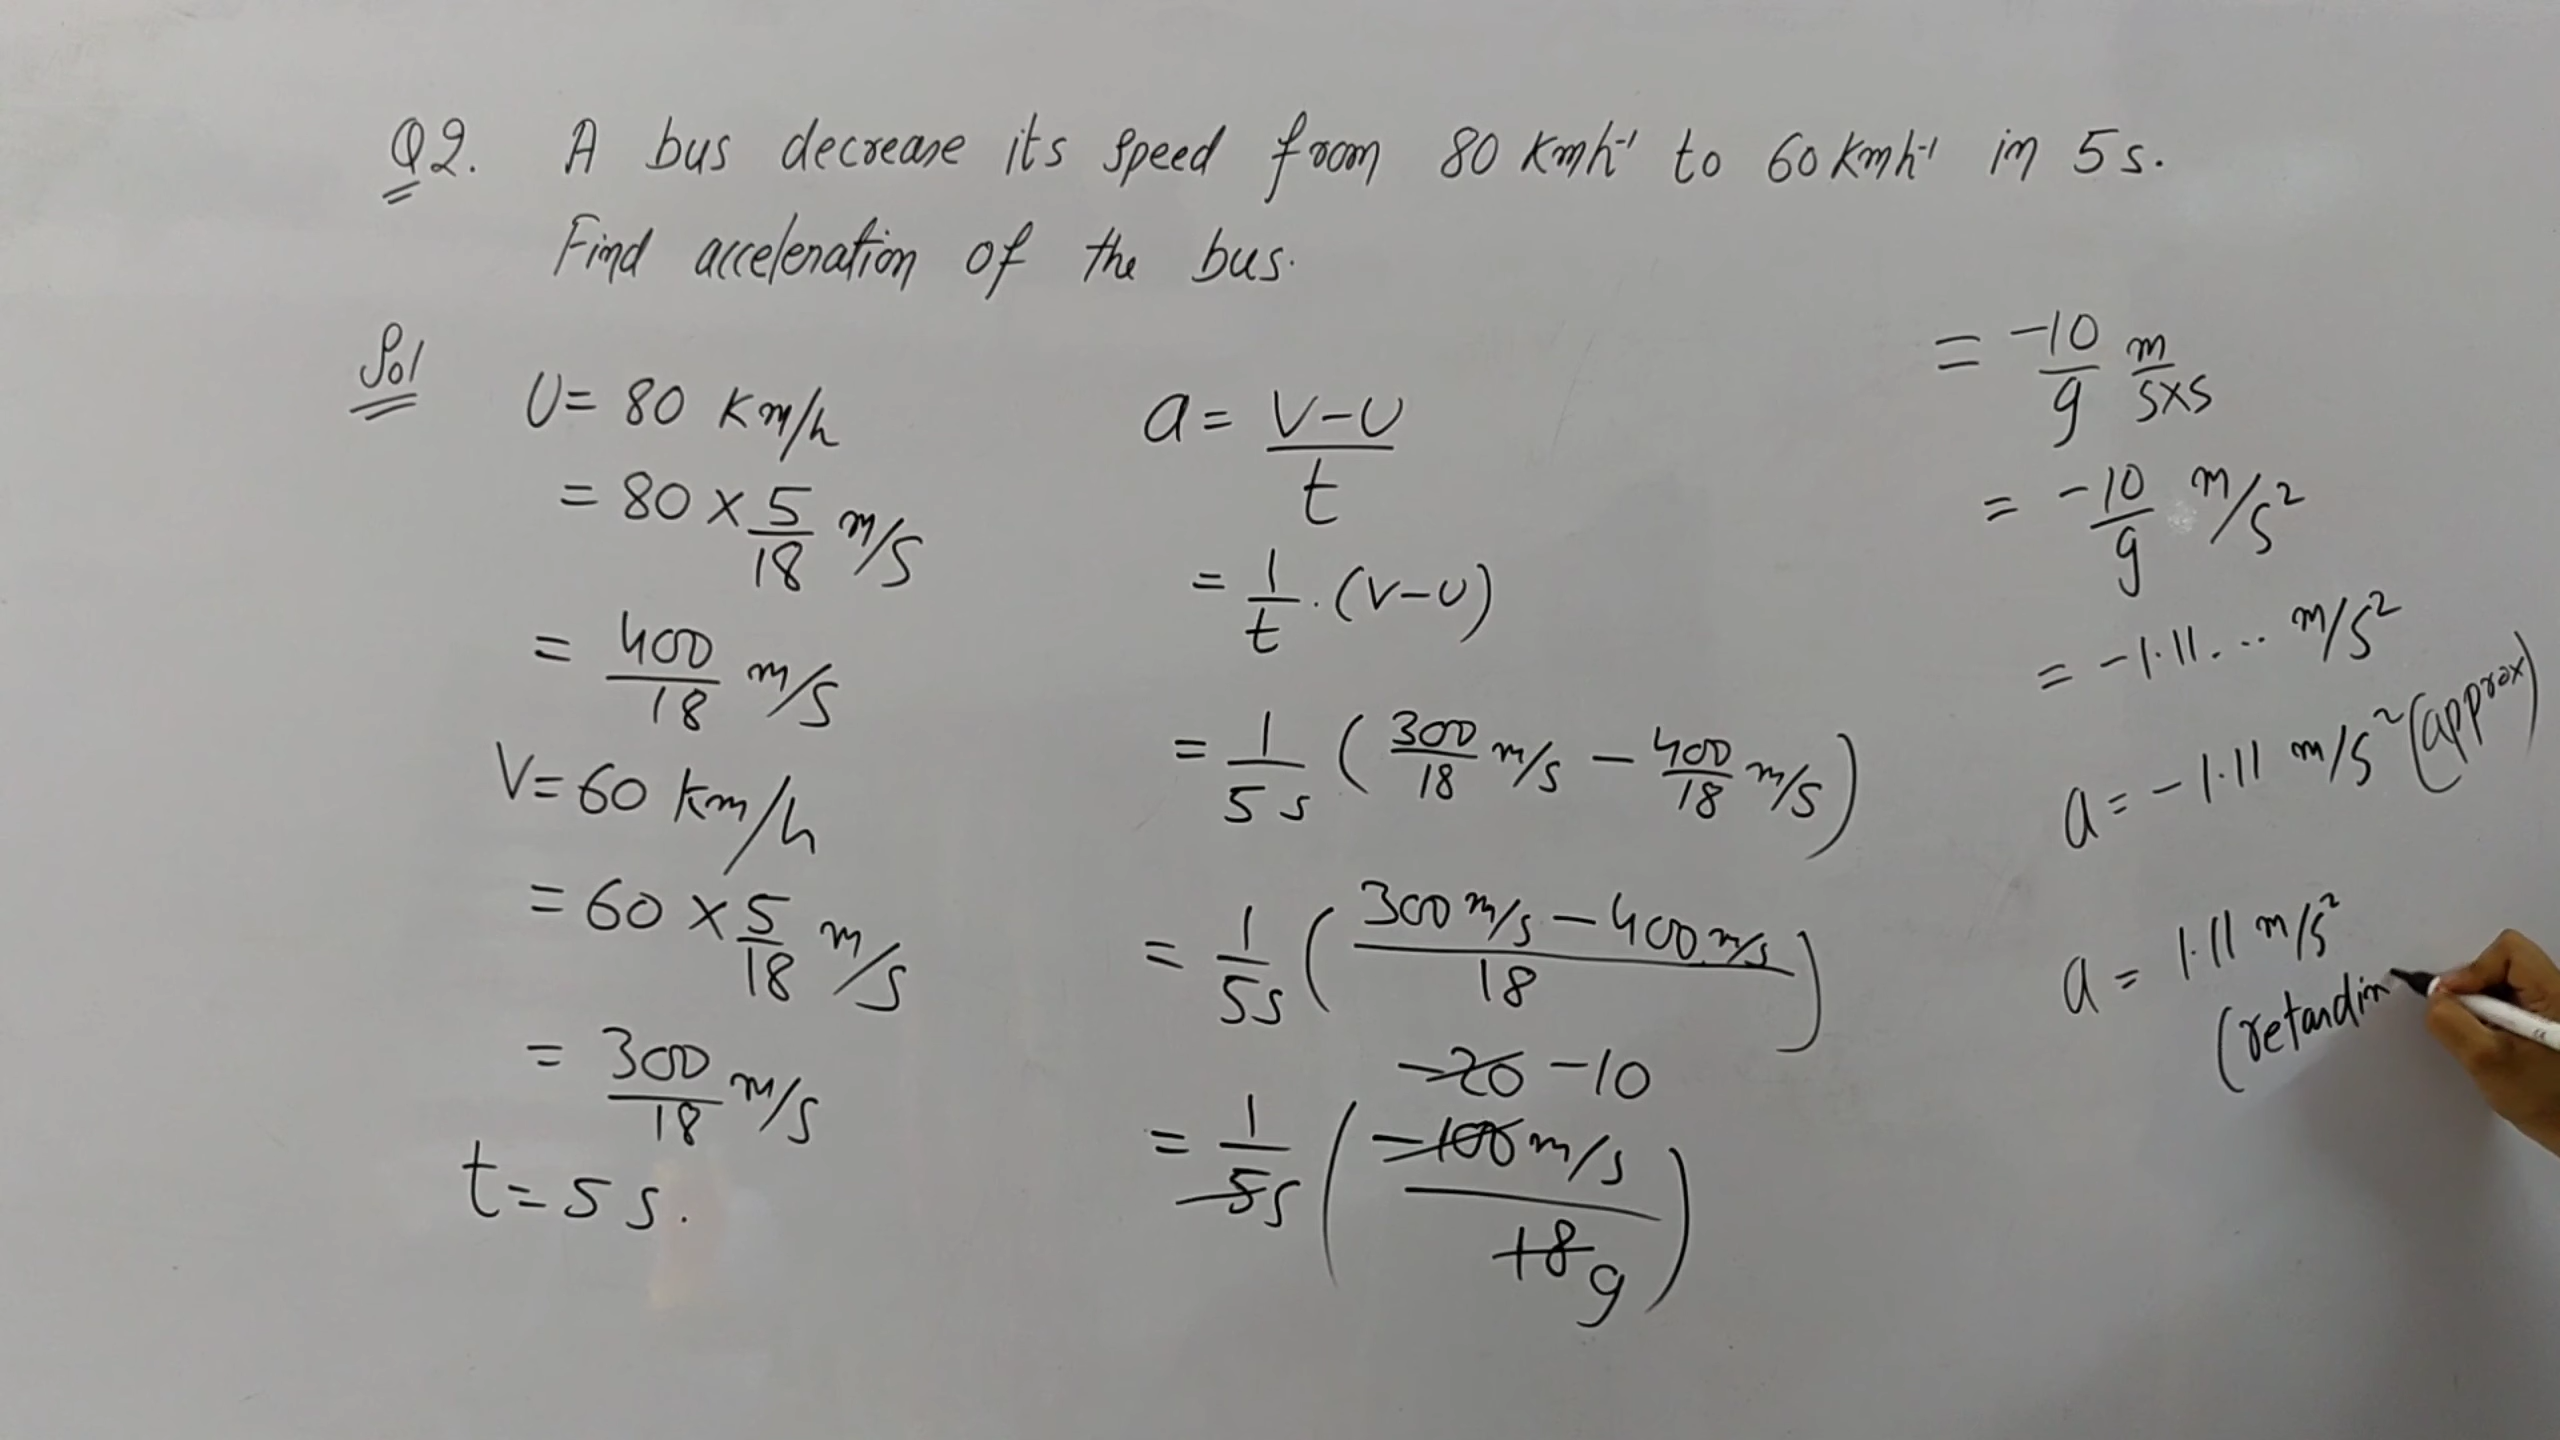 Q2. A bus decrease its speed from 80 Kmh⁻¹ to 60 Kmh⁻¹ in 5 s.
Find acceleration of the bus.
Sol
U = 80 Km/h
= 80 × 5/18 m/s
= 400/18 m/s
V = 60 Km/h
= 60 × 5/18 m/s
= 300/18 m/s
t = 5 s.
a = V-U/t
= 1/t . (V-U)
= 1/5 s (300/18 m/s - 400/18 m/s)
= 1/5s (300 m/s - 400 m/s / 18)
-20 -10
= 1/5s (-100 m/s / 18 9)
= -10/9 m/s×s
= -10/9 m/s²
= -1.11... m/s²
a = -1.11 m/s² (approx)
a = 1.11 m/s²
(retardin